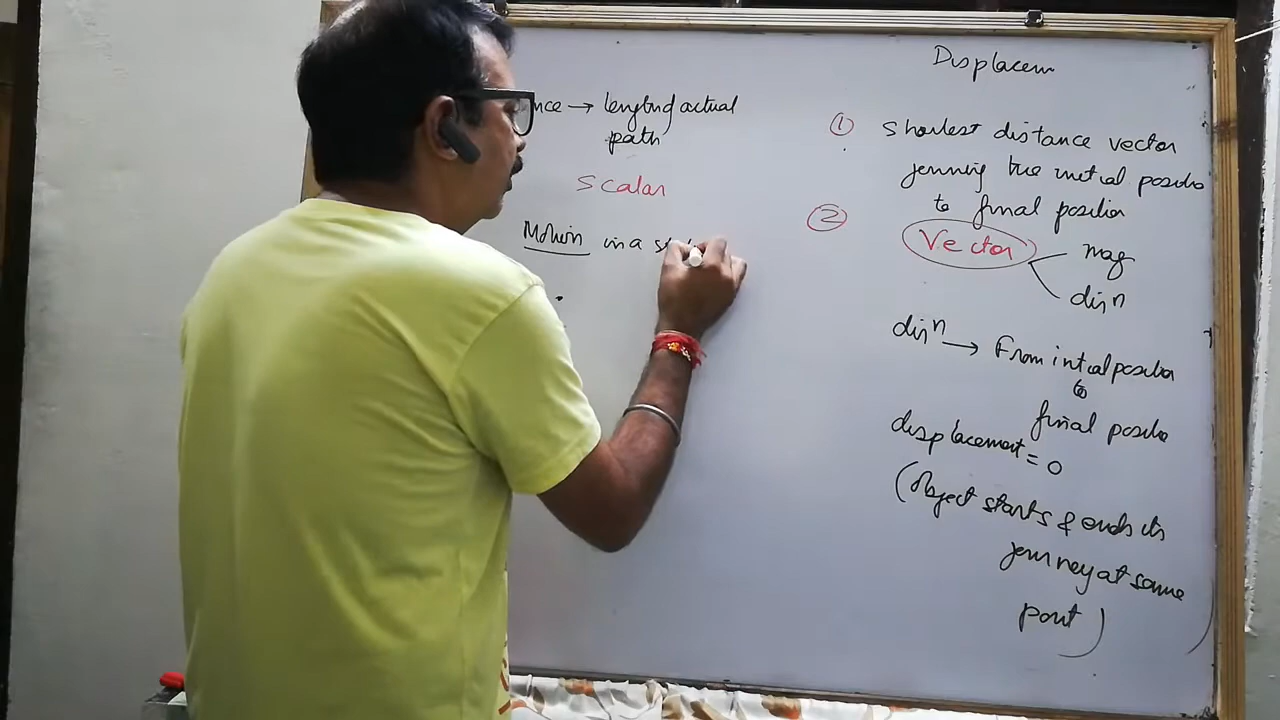 nce → length of actual
path
scalar
Motion in a st
Displacem
① shortest distance vector
joining the initial positio
to final position
② Vector
mag
dirn
dirn → From initial position
to
final positio
displacement = 0
(object starts & ends its
journey at same
point)